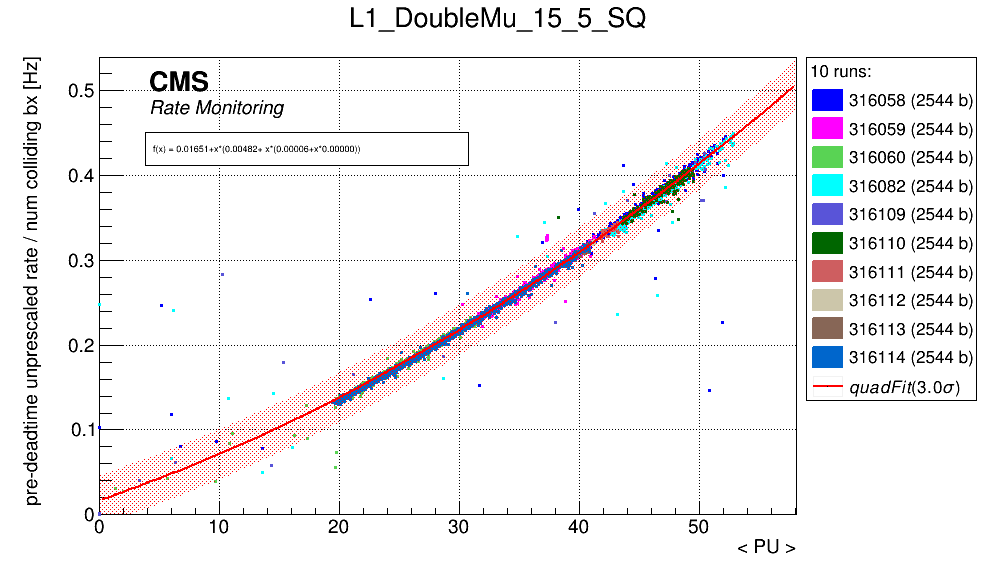 L1_DoubleMu_15_5_SQ
pre-deadtime unprescaled rate / num colliding bx [Hz]
CMS
Rate Monitoring
f(x) = 0.01651+x*(0.00482+ x*(0.00006+x*0.00000))
0.5
0.4
0.3
0.2
0.1
0
0 10 20 30 40 50
< PU >
10 runs:
316058 (2544 b)
316059 (2544 b)
316060 (2544 b)
316082 (2544 b)
316109 (2544 b)
316110 (2544 b)
316111 (2544 b)
316112 (2544 b)
316113 (2544 b)
316114 (2544 b)
quadFit(3.0σ)